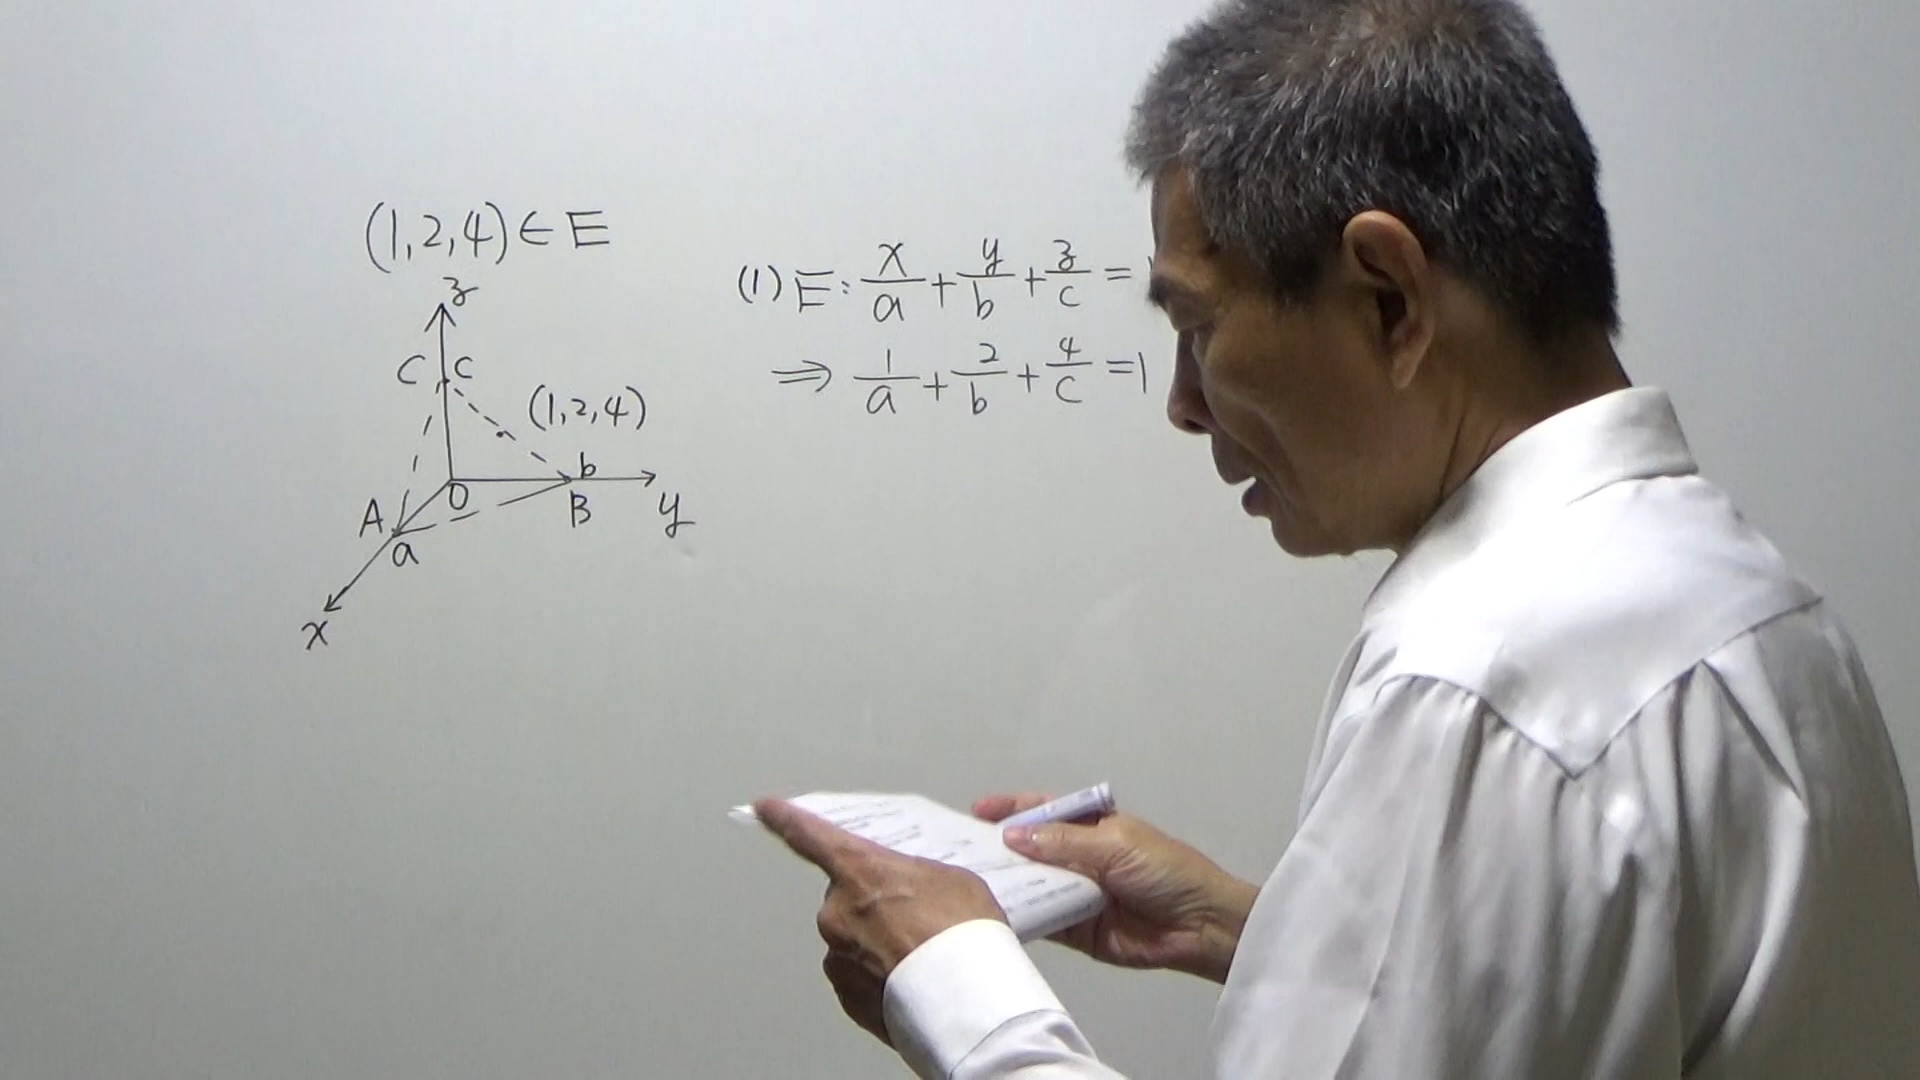 (1,2,4)∈E
z
C c
(1,2,4)
O b
A B y
a
x
(1) E: x/a + y/b + z/c =
⇒ 1/a + 2/b + 4/c = 1